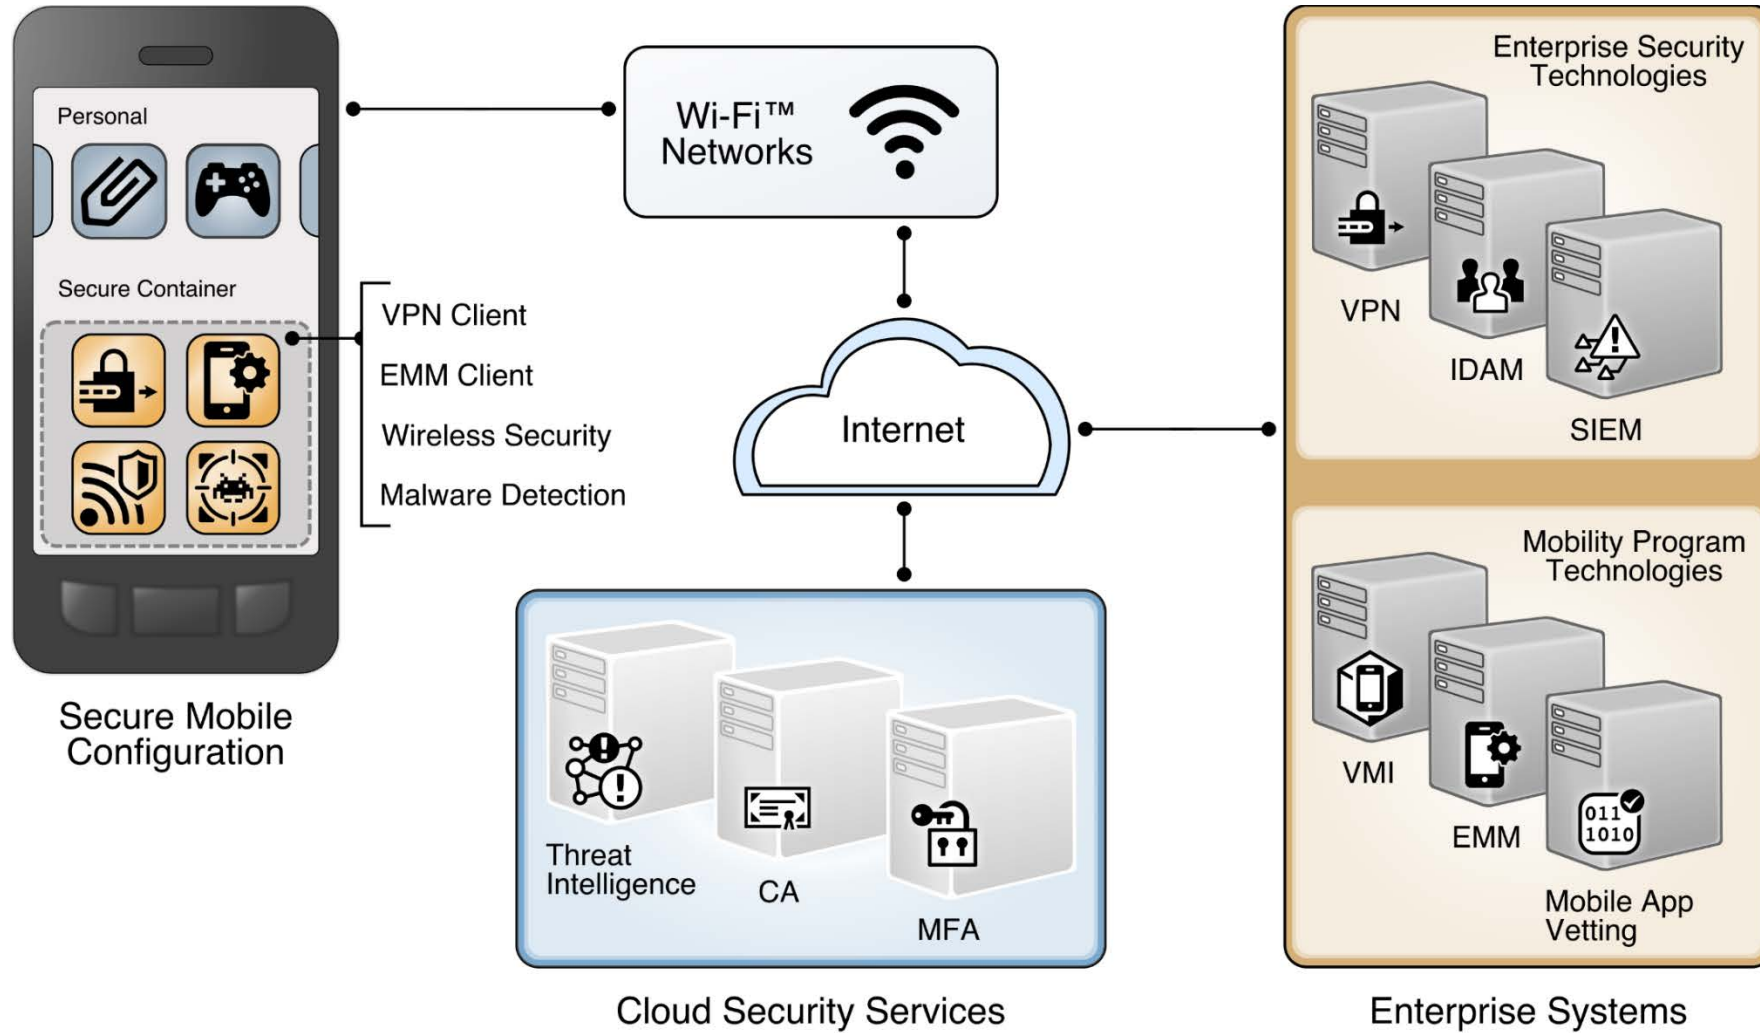 Personal
Secure Container
VPN Client
EMM Client
Wireless Security
Malware Detection
Secure Mobile
Configuration
Wi-Fi™
Networks
Internet
Threat
Intelligence
CA
MFA
Cloud Security Services
Enterprise Security
Technologies
VPN
IDAM
SIEM
Mobility Program
Technologies
VMI
EMM
011
1010
Mobile App
Vetting
Enterprise Systems